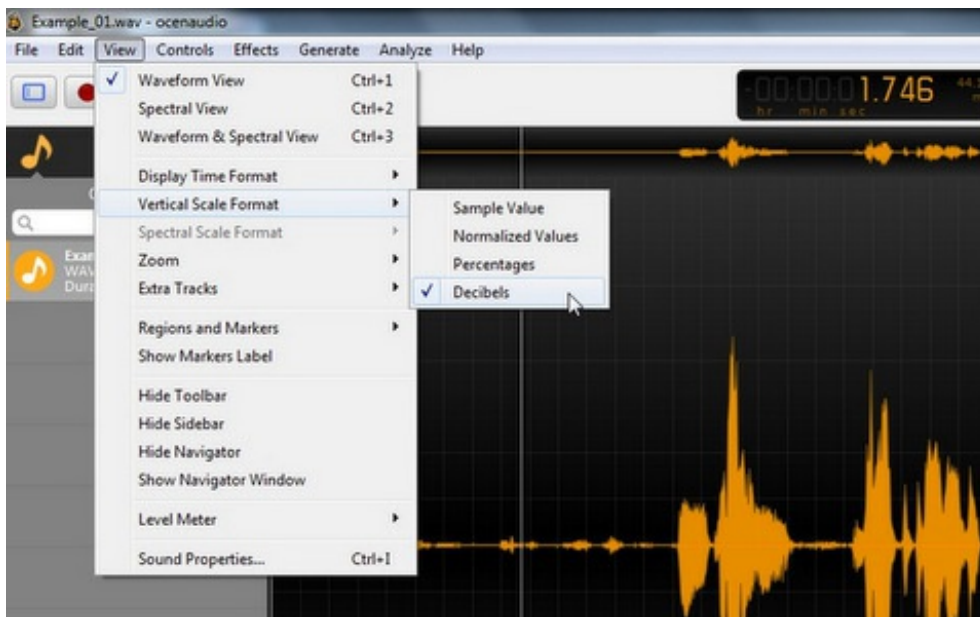 Example_01.wav - ocenaudio
File Edit View Controls Effects Generate Analyze Help
Waveform View Ctrl+1
Spectral View Ctrl+2
Waveform & Spectral View Ctrl+3
Display Time Format
Vertical Scale Format
Spectral Scale Format
Zoom
Extra Tracks
Regions and Markers
Show Markers Label
Hide Toolbar
Hide Sidebar
Hide Navigator
Show Navigator Window
Level Meter
Sound Properties... Ctrl+I
Sample Value
Normalized Values
Percentages
Decibels
-00:00:01.746
hr min sec